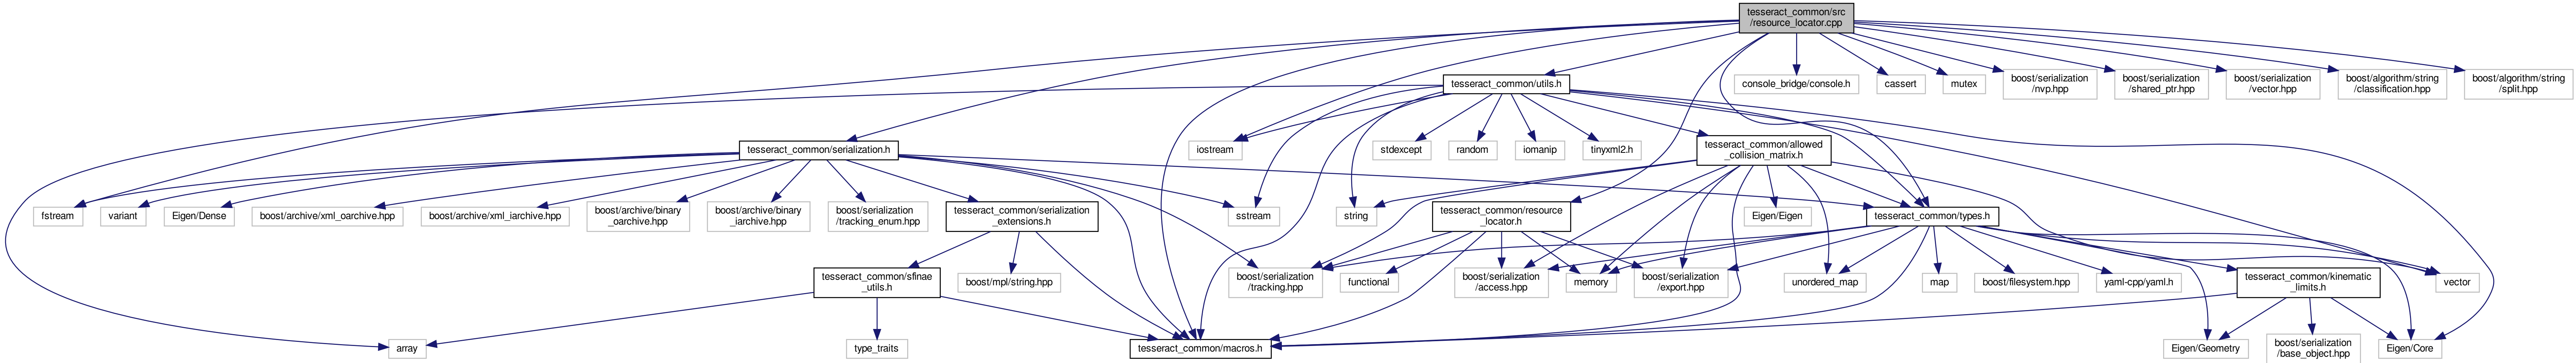 tesseract_common/src
/resource_locator.cpp
tesseract_common/utils.h
console_bridge/console.h
cassert
mutex
boost/serialization
/nvp.hpp
boost/serialization
/shared_ptr.hpp
boost/serialization
/vector.hpp
boost/algorithm/string
/classification.hpp
boost/algorithm/string
/split.hpp
tesseract_common/serialization.h
iostream
stdexcept
random
iomanip
tinyxml2.h
tesseract_common/allowed
_collision_matrix.h
fstream
variant
Eigen/Dense
boost/archive/xml_oarchive.hpp
boost/archive/xml_iarchive.hpp
boost/archive/binary
_oarchive.hpp
boost/archive/binary
_iarchive.hpp
boost/serialization
/tracking_enum.hpp
tesseract_common/serialization
_extensions.h
sstream
string
tesseract_common/resource
_locator.h
Eigen/Eigen
tesseract_common/types.h
tesseract_common/sfinae
_utils.h
boost/mpl/string.hpp
boost/serialization
/tracking.hpp
functional
boost/serialization
/access.hpp
memory
boost/serialization
/export.hpp
unordered_map
map
boost/filesystem.hpp
yaml-cpp/yaml.h
tesseract_common/kinematic
_limits.h
vector
array
type_traits
tesseract_common/macros.h
Eigen/Geometry
boost/serialization
/base_object.hpp
Eigen/Core